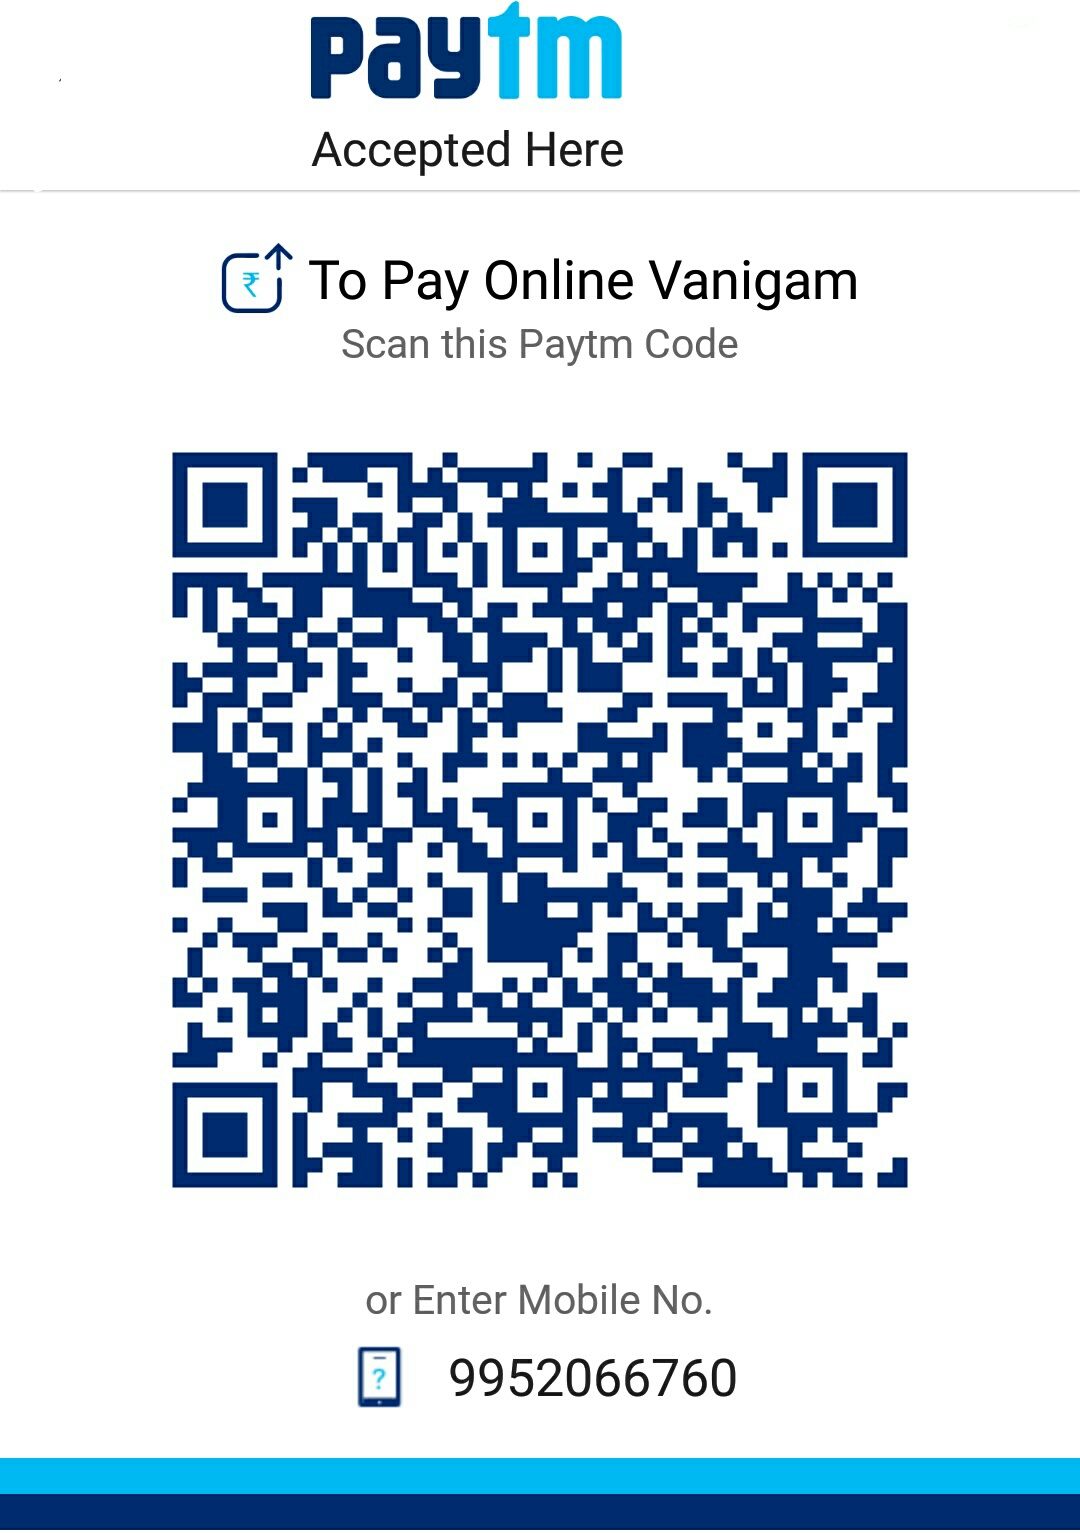 paytm
Accepted Here
₹ To Pay Online Vanigam
Scan this Paytm Code
or Enter Mobile No.
? 9952066760